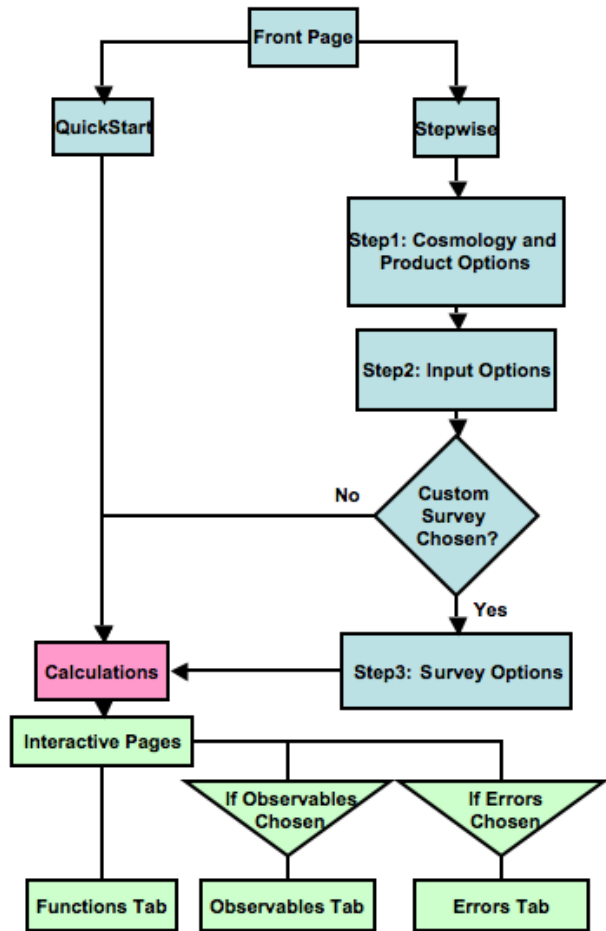 Front Page
QuickStart
Stepwise
Step1: Cosmology and
Product Options
Step2: Input Options
No
Custom
Survey
Chosen?
Yes
Calculations
Step3: Survey Options
Interactive Pages
If Observables
Chosen
If Errors
Chosen
Functions Tab
Observables Tab
Errors Tab